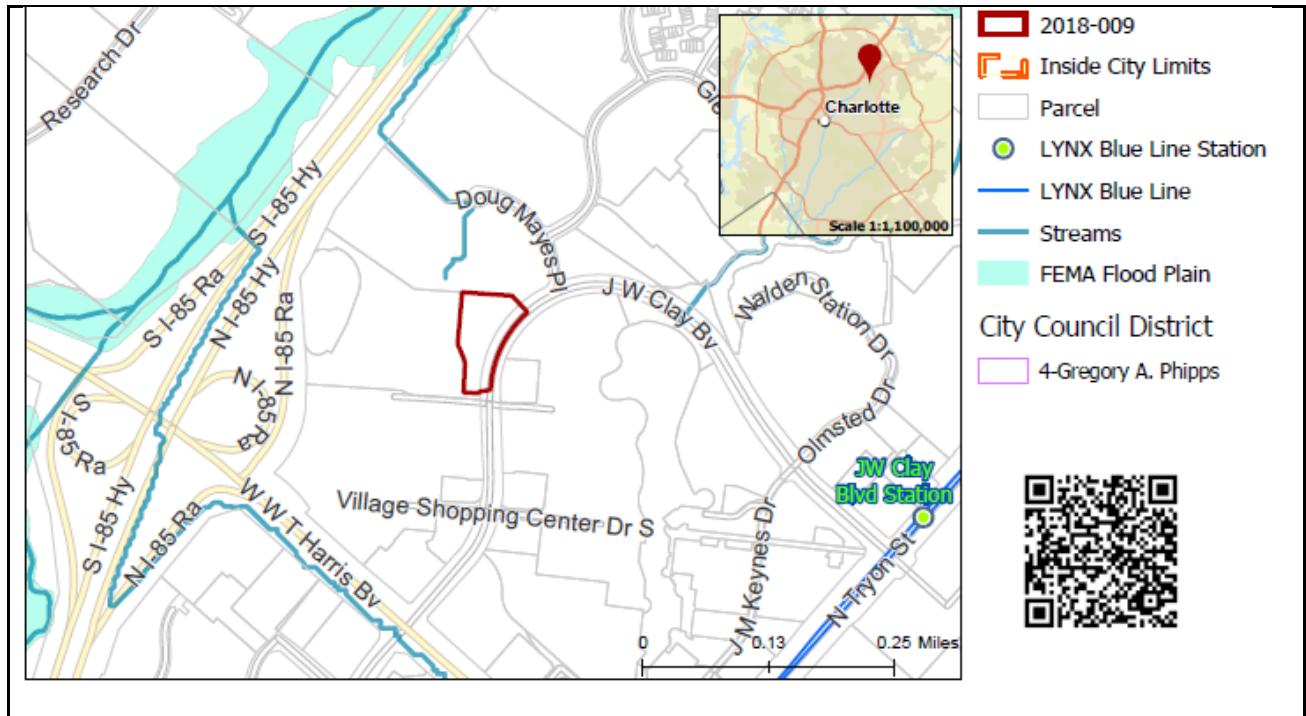 Research Dr
S I-85 Hy
N I-85 Hy
S I-85 Ra
N I-85 Ra
N I-85 Ra
S I-85 Ra
S I-85 Hy
N I-85 Ra
W W T Harris Bv
Village Shopping Center Dr S
Doug Mayes Pl
J W Clay Bv
Walden Station Dr
Olmsted Dr
JW Clay
Blvd Station
J M Keynes Dr
N Tryon St
0
0.13
0.25 Miles
Charlotte
Scale 1:1,100,000
2018-009
Inside City Limits
Parcel
LYNX Blue Line Station
LYNX Blue Line
Streams
FEMA Flood Plain
City Council District
4-Gregory A. Phipps